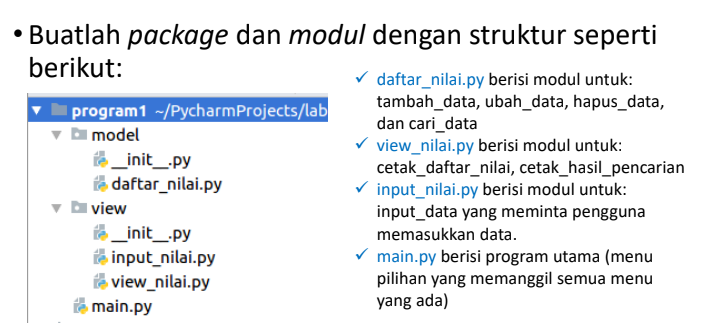 • Buatlah package dan modul dengan struktur seperti
berikut:
program1 ~/PycharmProjects/lab
model
__init__.py
daftar_nilai.py
view
__init__.py
input_nilai.py
view_nilai.py
main.py
✓ daftar_nilai.py berisi modul untuk:
tambah_data, ubah_data, hapus_data,
dan cari_data
✓ view_nilai.py berisi modul untuk:
cetak_daftar_nilai, cetak_hasil_pencarian
✓ input_nilai.py berisi modul untuk:
input_data yang meminta pengguna
memasukkan data.
✓ main.py berisi program utama (menu
pilihan yang memanggil semua menu
yang ada)